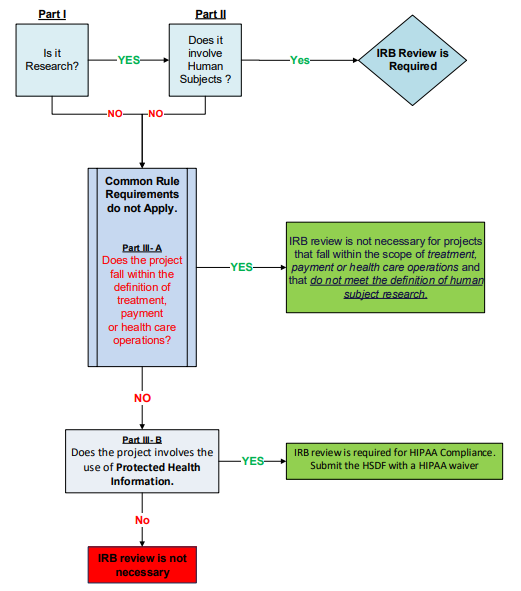 Part I
Part II
Is it
Research?
YES
Does it
involve
Human
Subjects ?
Yes
IRB Review is
Required
NO
NO
Common Rule
Requirements
do not Apply.
Part III- A
Does the project
fall within the
definition of
treatment,
payment
or health care
operations?
YES
IRB review is not necessary for projects
that fall within the scope of treatment,
payment or health care operations and
that do not meet the definition of human
subject research.
NO
Part III- B
Does the project involves the
use of Protected Health
Information.
YES
IRB review is required for HIPAA Compliance.
Submit the HSDF with a HIPAA waiver
No
IRB review is not
necessary